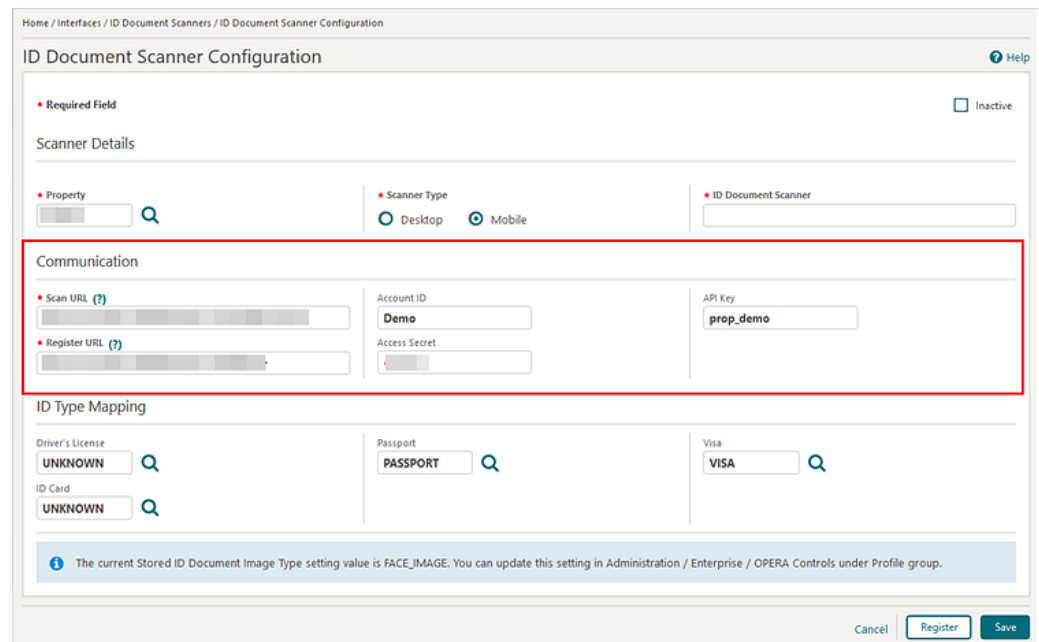 Home / Interfaces / ID Document Scanners / ID Document Scanner Configuration
ID Document Scanner Configuration
Help
* Required Field
Inactive
Scanner Details
* Property
* Scanner Type
* ID Document Scanner
Desktop
Mobile
Communication
* Scan URL (?)
Account ID
API Key
Demo
prop_demo
* Register URL (?)
Access Secret
ID Type Mapping
Driver's License
Passport
Visa
UNKNOWN
PASSPORT
VISA
ID Card
UNKNOWN
The current Stored ID Document Image Type setting value is FACE_IMAGE. You can update this setting in Administration / Enterprise / OPERA Controls under Profile group.
Cancel
Register
Save